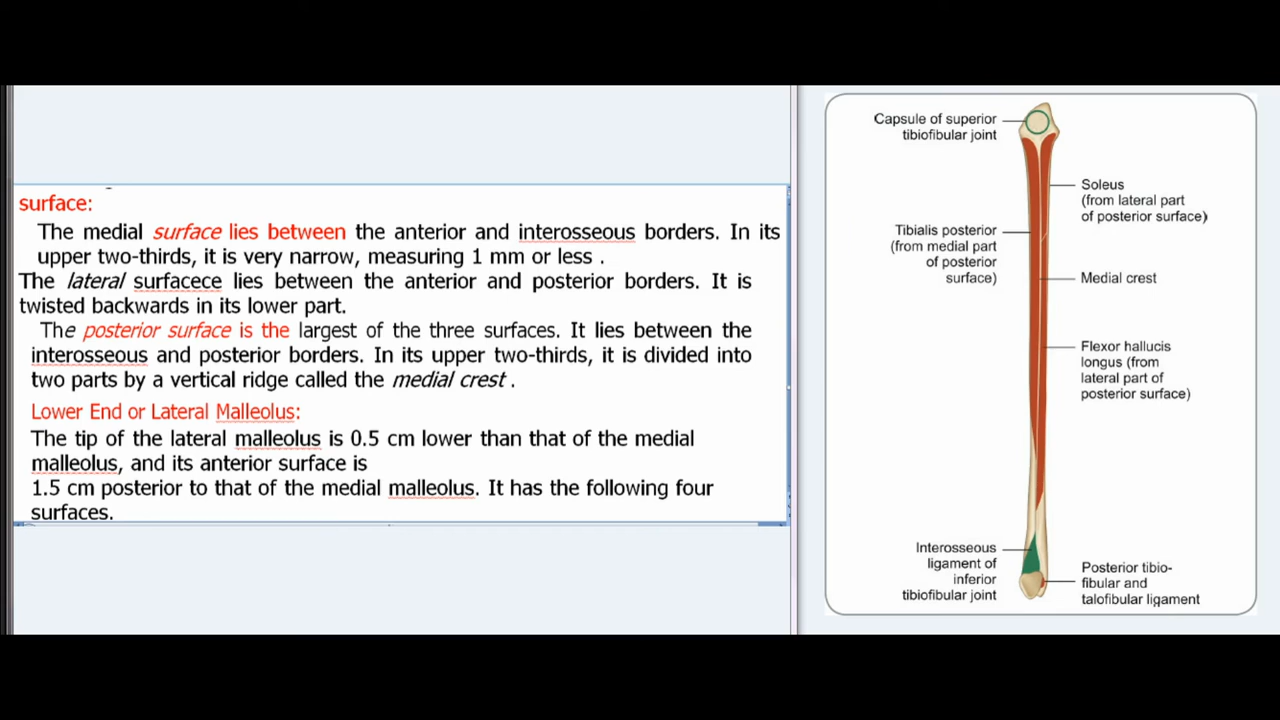 surface:
The medial surface lies between the anterior and interosseous borders. In its
upper two-thirds, it is very narrow, measuring 1 mm or less .
The lateral surfacece lies between the anterior and posterior borders. It is
twisted backwards in its lower part.
The posterior surface is the largest of the three surfaces. It lies between the
interosseous and posterior borders. In its upper two-thirds, it is divided into
two parts by a vertical ridge called the medial crest .
Lower End or Lateral Malleolus:
The tip of the lateral malleolus is 0.5 cm lower than that of the medial
malleolus, and its anterior surface is
1.5 cm posterior to that of the medial malleolus. It has the following four
surfaces.
Capsule of superior
tibiofibular joint
Soleus
(from lateral part
of posterior surface)
Tibialis posterior
(from medial part
of posterior
surface)
Medial crest
Flexor hallucis
longus (from
lateral part of
posterior surface)
Interosseous
ligament of
inferior
tibiofibular joint
Posterior tibio-
fibular and
talofibular ligament